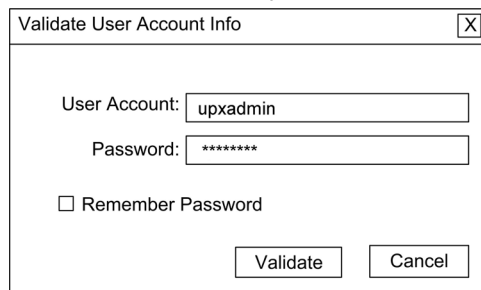 Validate User Account Info X
User Account: upxadmin
Password: ********
Remember Password
Validate Cancel